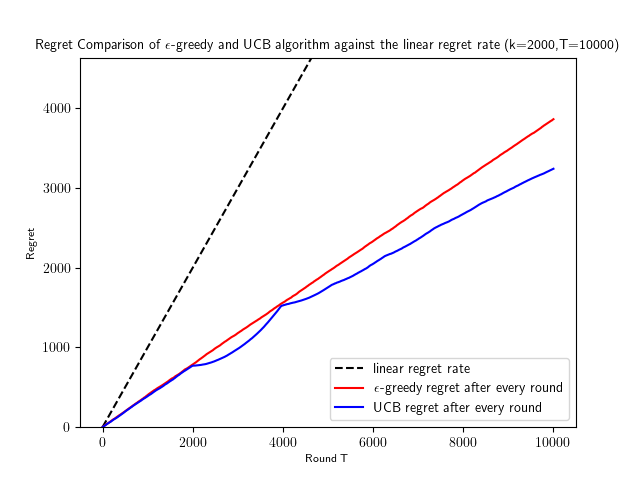 Regret Comparison of ϵ-greedy and UCB algorithm against the linear regret rate (k=2000,T=10000)
4000
3000
2000
1000
0
Regret
linear regret rate
ϵ-greedy regret after every round
UCB regret after every round
0 2000 4000 6000 8000 10000
Round T